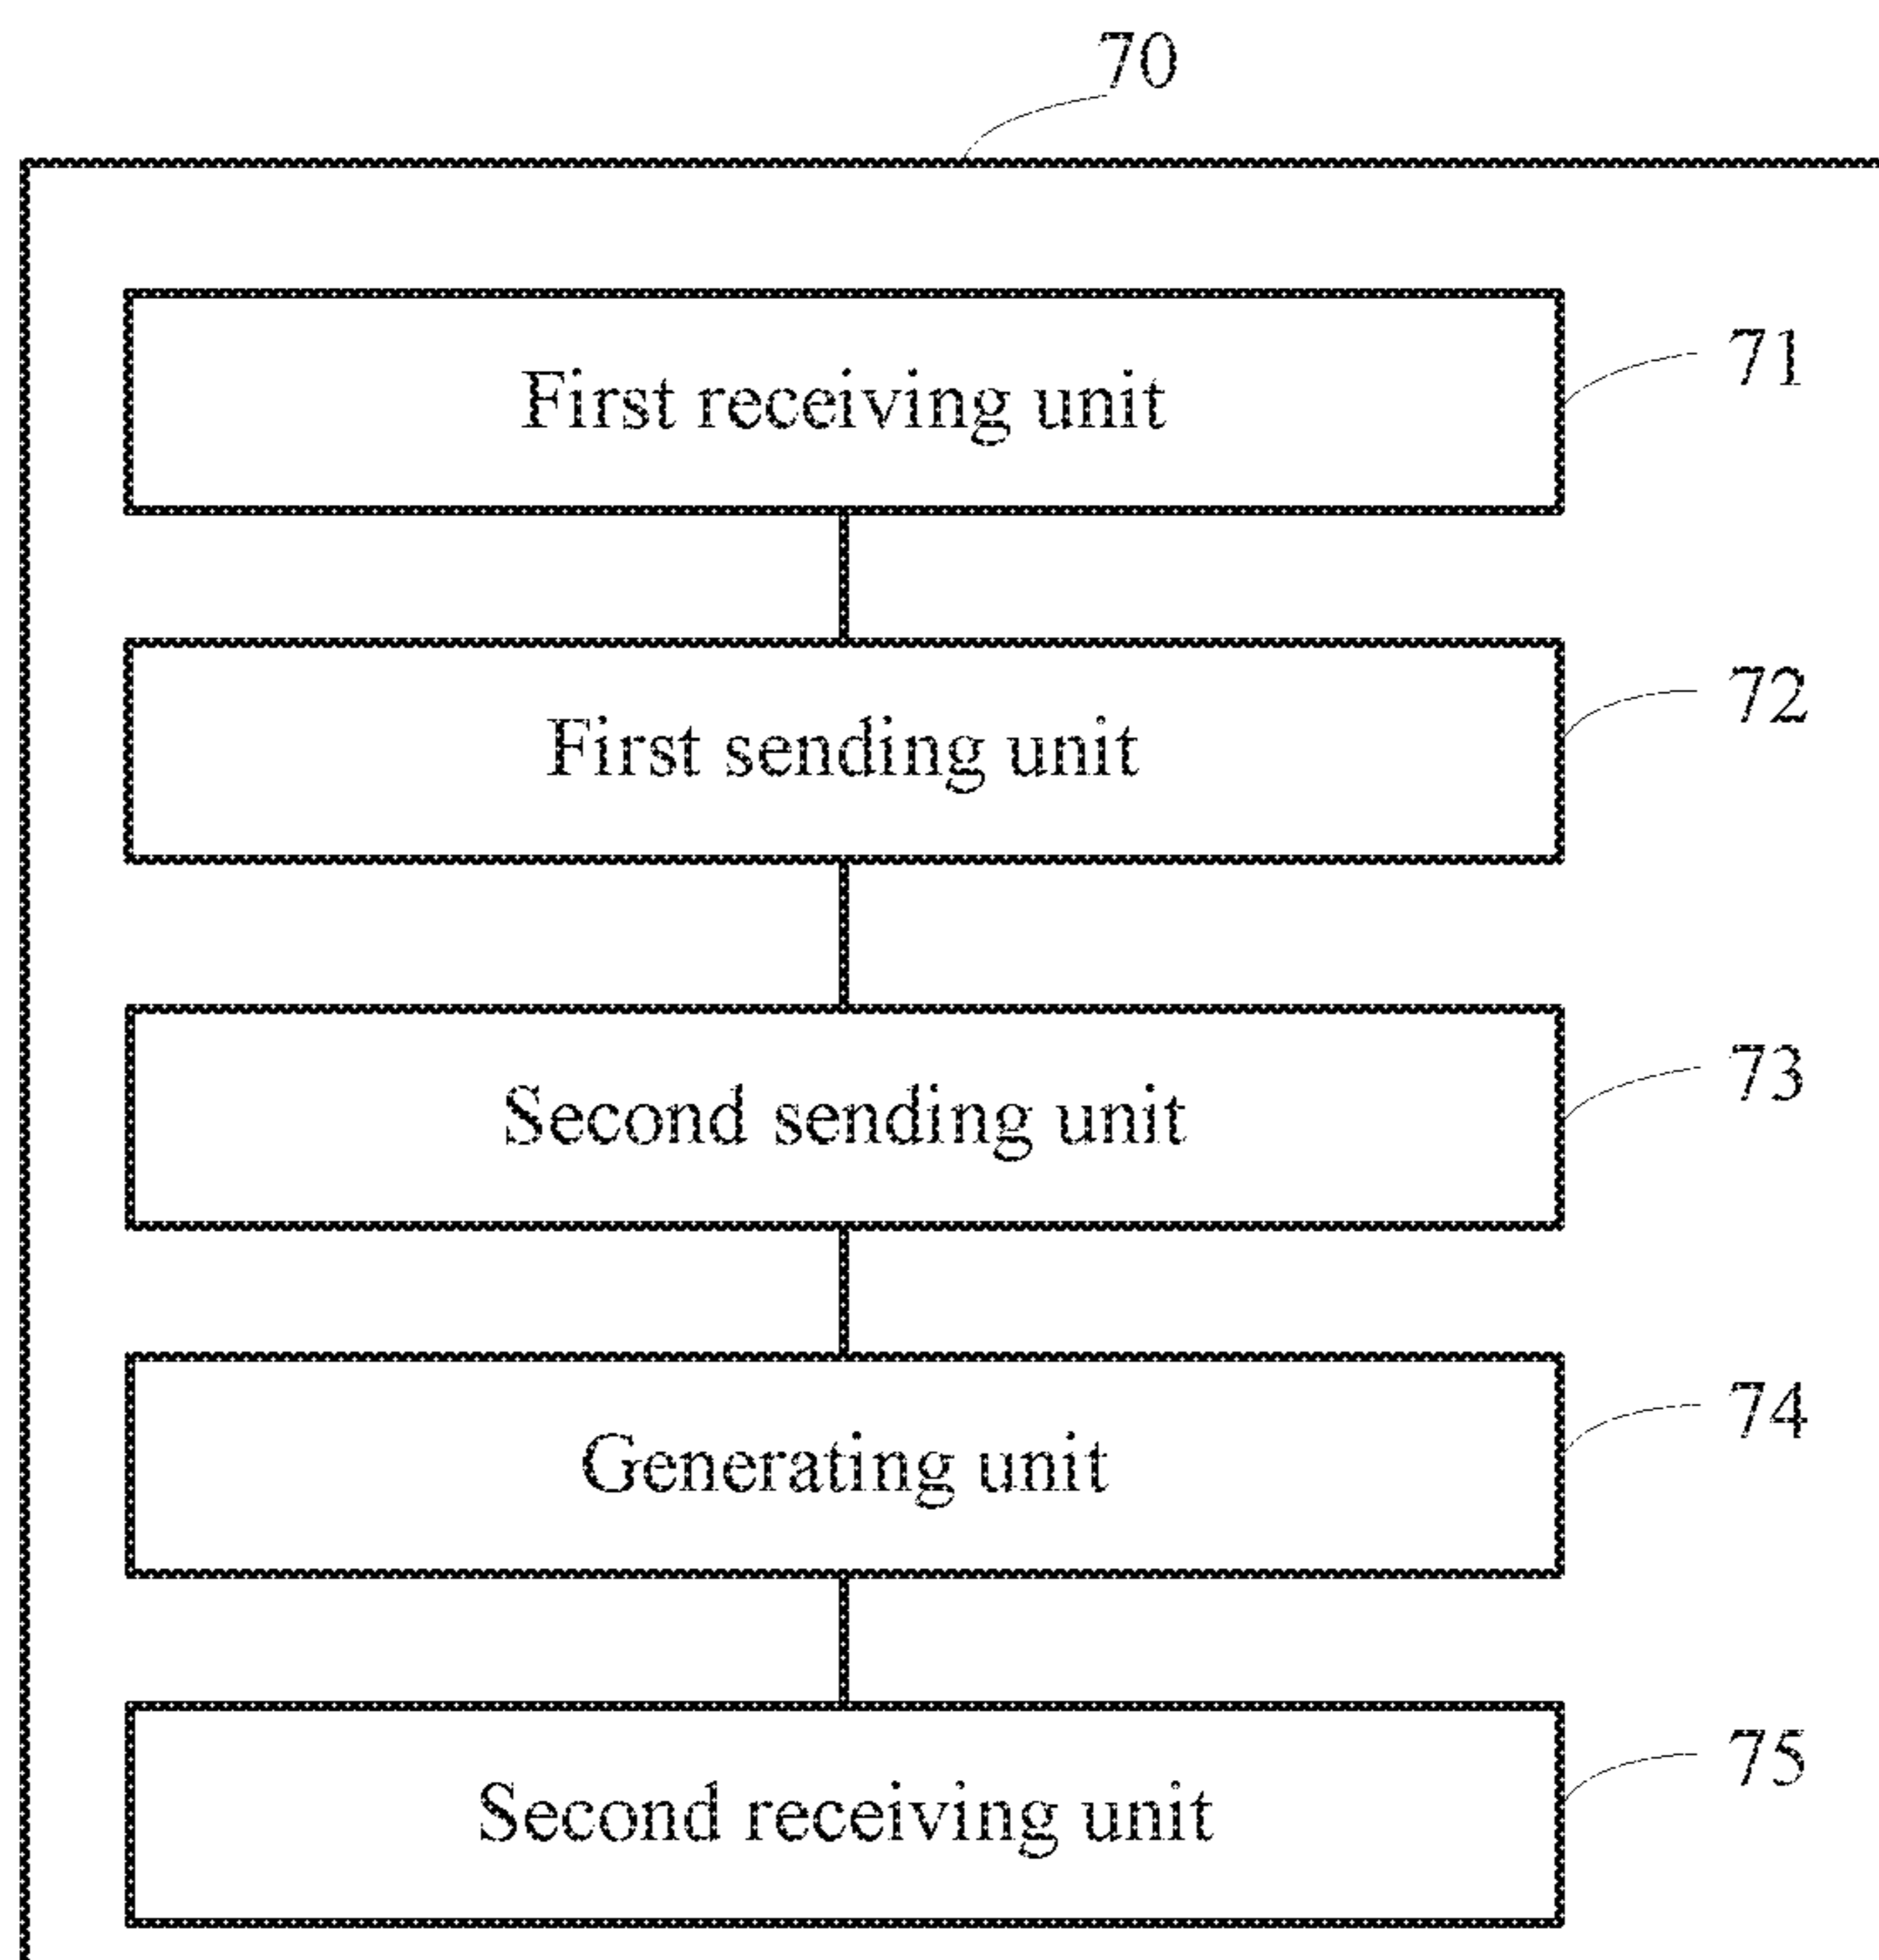 70
First receiving unit
71
First sending unit
72
Second sending unit
73
Generating unit
74
Second receiving unit
75